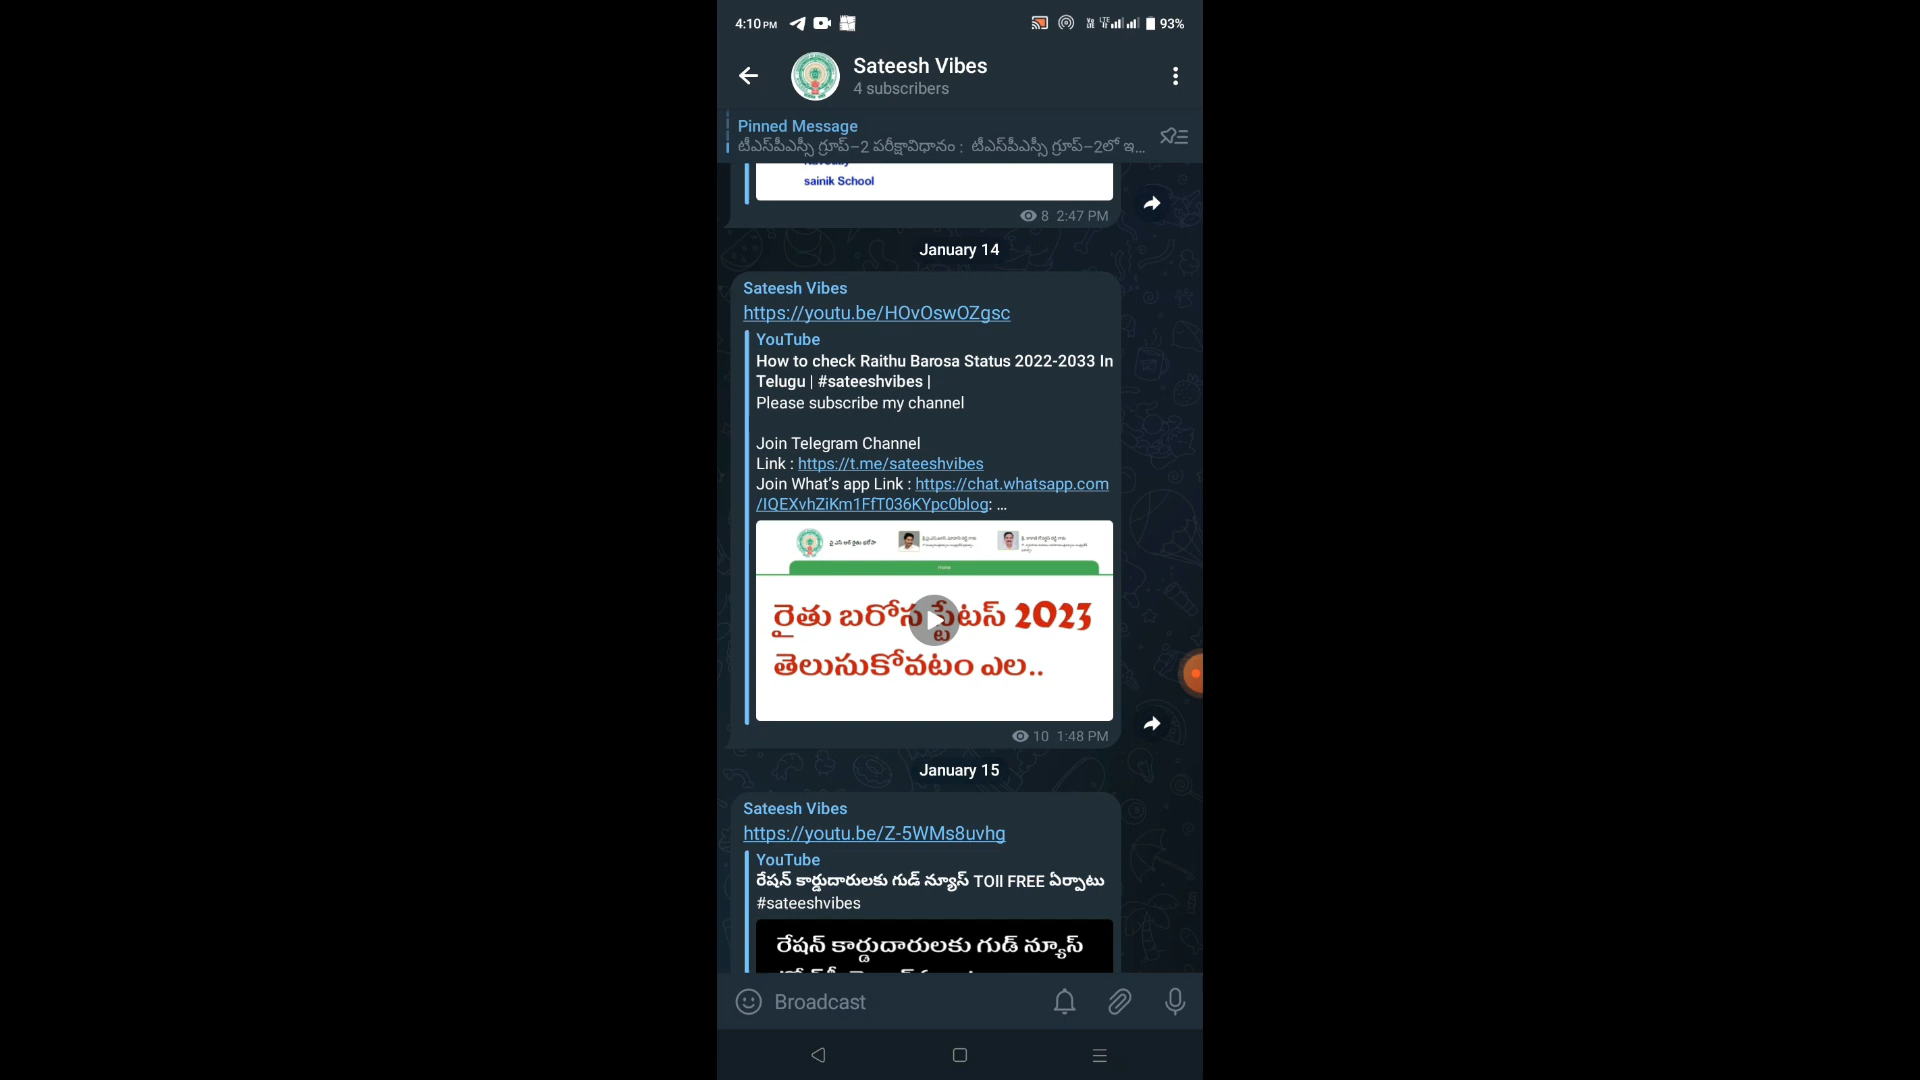 4:10 PM 93%
Sateesh Vibes
4 subscribers
Pinned Message
టీఎస్‌పీఎస్సీ గ్రూప్–2 పరీక్షావిధానం : టీఎస్‌పీఎస్సీ గ్రూప్–2లో ఇ...
sainik School
8 2:47 PM
January 14
Sateesh Vibes
https://youtu.be/HOvOswOZgsc
YouTube
How to check Raithu Barosa Status 2022-2033 In
Telugu | #sateeshvibes |
Please subscribe my channel
Join Telegram Channel
Link : https://t.me/sateeshvibes
Join What’s app Link : https://chat.whatsapp.com
/IQEXvhZiKm1FfT036KYpc0blog: ...
వై.ఎస్.ఆర్ రైతు భరోసా
Home
రైతు బరోస స్టేటస్ 2023
తెలుసుకోవటం ఎల..
10 1:48 PM
January 15
Sateesh Vibes
https://youtu.be/Z-5WMs8uvhg
YouTube
రేషన్ కార్డుదారులకు గుడ్ న్యూస్ TOll FREE ఏర్పాటు
#sateeshvibes
రేషన్ కార్డుదారులకు గుడ్ న్యూస్
Broadcast